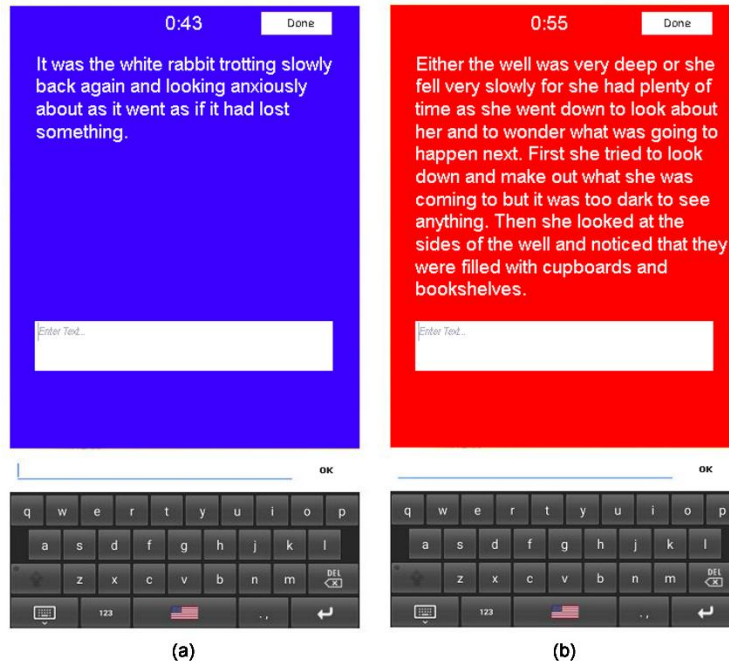 0:43
Done
It was the white rabbit trotting slowly
back again and looking anxiously
about as it went as if it had lost
something.
Enter Text...
OK
q w e r t y u i o p
a s d f g h j k l
z x c v b n m DEL
123 . ,
(a)
0:55
Done
Either the well was very deep or she
fell very slowly for she had plenty of
time as she went down to look about
her and to wonder what was going to
happen next. First she tried to look
down and make out what she was
coming to but it was too dark to see
anything. Then she looked at the
sides of the well and noticed that they
were filled with cupboards and
bookshelves.
Enter Text...
OK
q w e r t y u i o p
a s d f g h j k l
z x c v b n m DEL
123 . ,
(b)